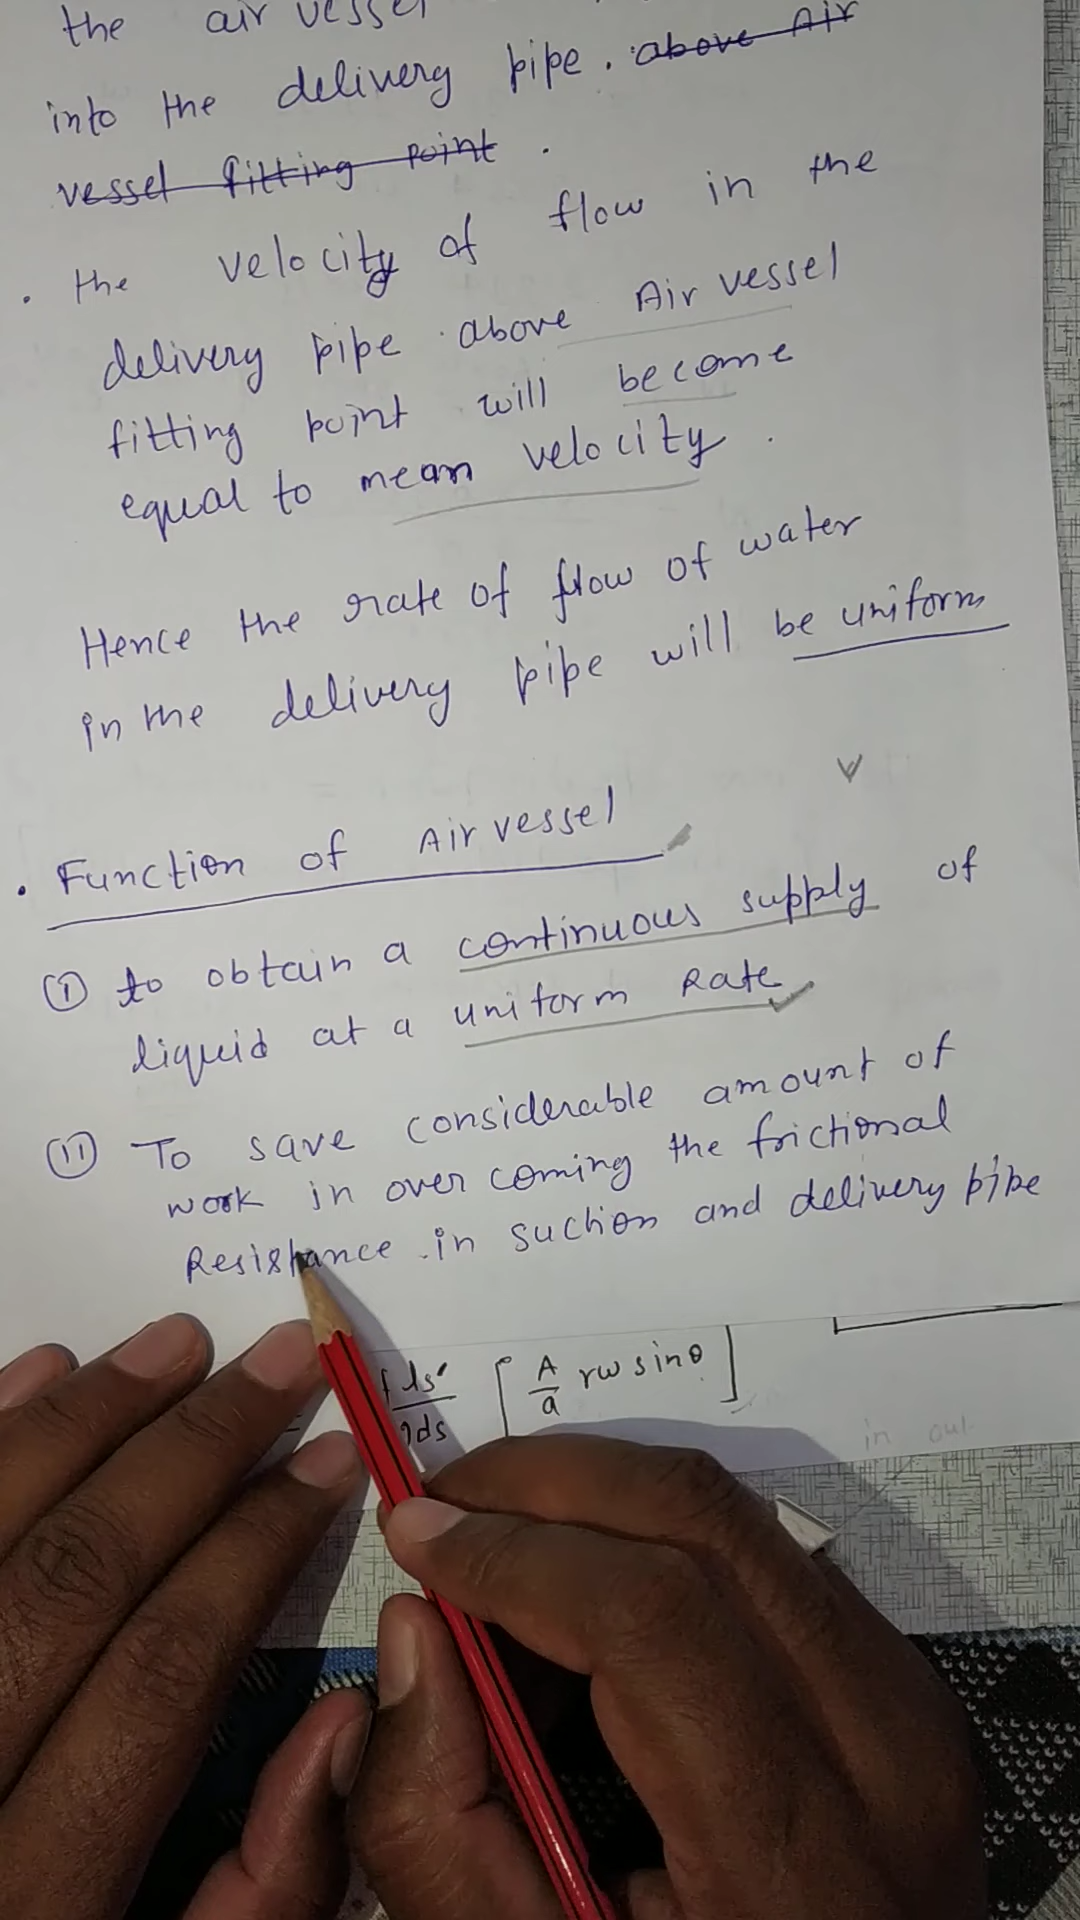 the air vessel
into the delivery pipe. above Air
vessel fitting point .
. the velocity of flow in the
delivery pipe above Air vessel
fitting point will become
equal to mean velocity .
Hence the rate of flow of water
in the delivery pipe will be uniform
. Function of Air vessel
(I) to obtain a continuous supply of
liquid at a uniform Rate
(II) To save considerable amount of
work in over coming the frictional
Resistance in suction and delivery pipe
[ A/a rw sinθ ]
in out